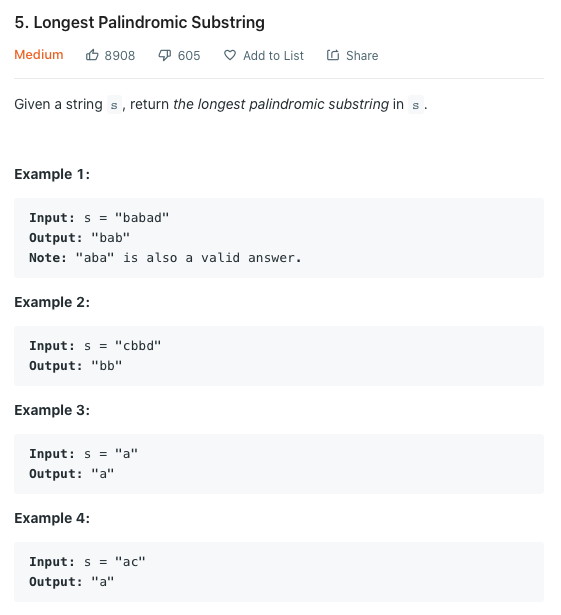 5. Longest Palindromic Substring
Medium 8908 605 Add to List Share
Given a string s, return the longest palindromic substring in s.
Example 1:
Input: s = "babad"
Output: "bab"
Note: "aba" is also a valid answer.
Example 2:
Input: s = "cbbd"
Output: "bb"
Example 3:
Input: s = "a"
Output: "a"
Example 4:
Input: s = "ac"
Output: "a"